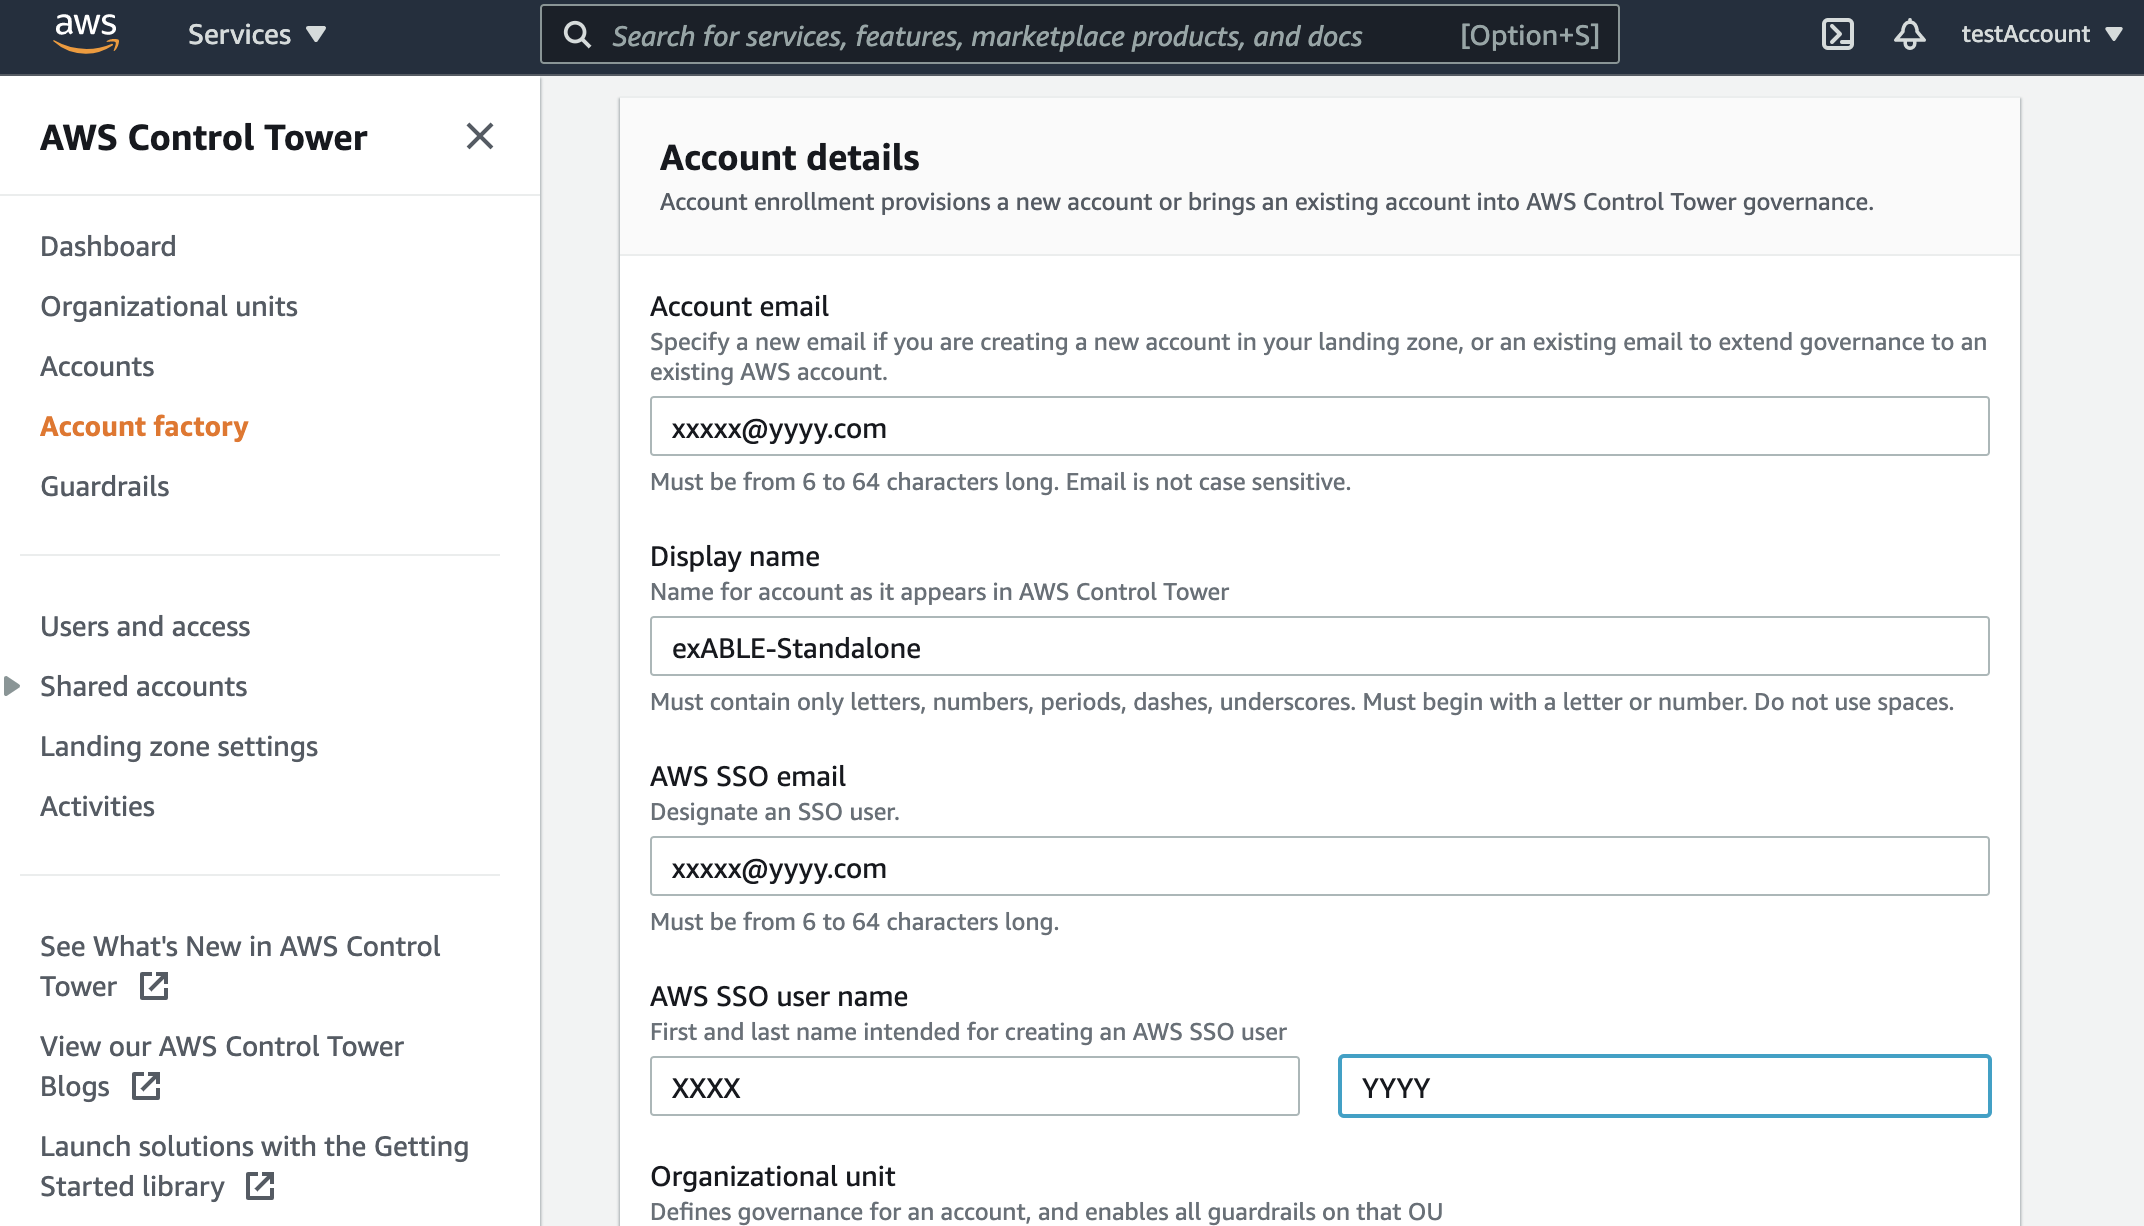 aws
Services
Search for services, features, marketplace products, and docs
[Option+S]
testAccount
AWS Control Tower
Dashboard
Organizational units
Accounts
Account factory
Guardrails
Users and access
Shared accounts
Landing zone settings
Activities
See What's New in AWS Control
Tower
View our AWS Control Tower
Blogs
Launch solutions with the Getting
Started library
Account details
Account enrollment provisions a new account or brings an existing account into AWS Control Tower governance.
Account email
Specify a new email if you are creating a new account in your landing zone, or an existing email to extend governance to an
existing AWS account.
xxxxx@yyyy.com
Must be from 6 to 64 characters long. Email is not case sensitive.
Display name
Name for account as it appears in AWS Control Tower
exABLE-Standalone
Must contain only letters, numbers, periods, dashes, underscores. Must begin with a letter or number. Do not use spaces.
AWS SSO email
Designate an SSO user.
xxxxx@yyyy.com
Must be from 6 to 64 characters long.
AWS SSO user name
First and last name intended for creating an AWS SSO user
XXXX
YYYY
Organizational unit
Defines governance for an account, and enables all guardrails on that OU